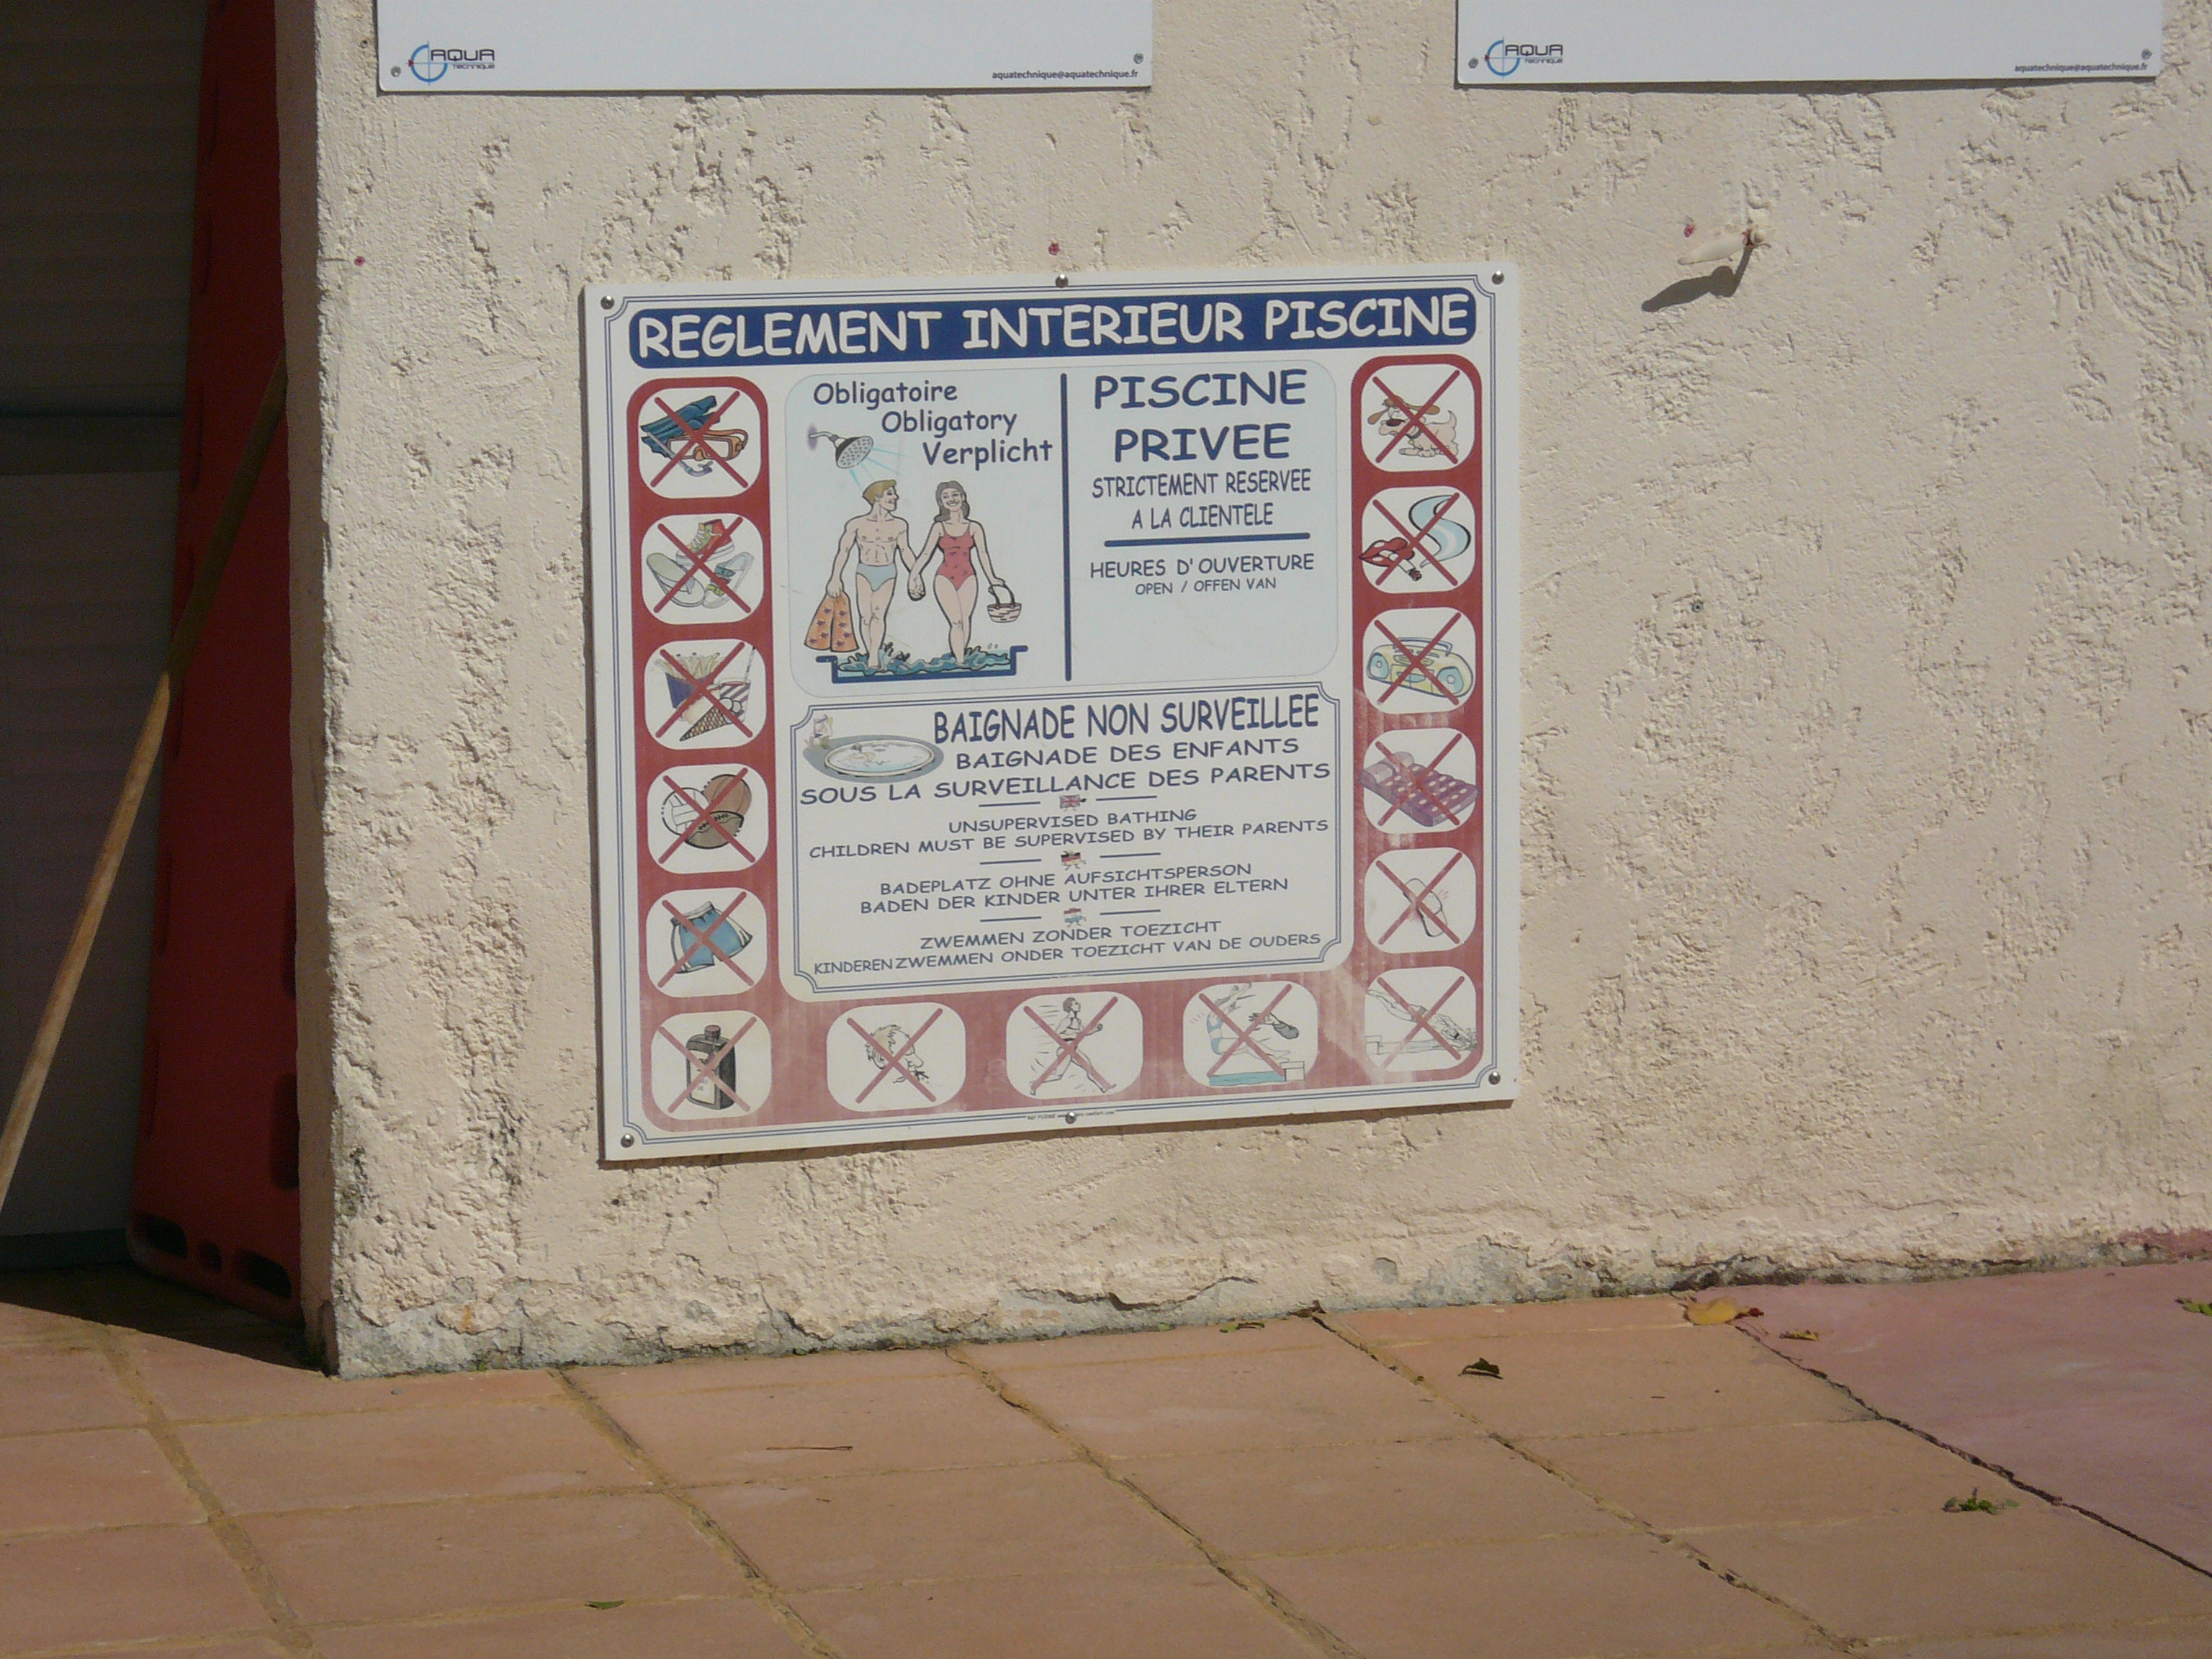 AQUA
TECHNIQUE
aquatechnique@aquatechnique.fr
AQUA
TECHNIQUE
aquatechnique@aquatechnique.fr
REGLEMENT INTERIEUR PISCINE
Obligatoire
Obligatory
Verplicht
PISCINE
PRIVEE
STRICTEMENT RESERVEE
A LA CLIENTELE
HEURES D'OUVERTURE
OPEN / OFFEN VAN
BAIGNADE NON SURVEILLEE
BAIGNADE DES ENFANTS
SOUS LA SURVEILLANCE DES PARENTS
UNSUPERVISED BATHING
CHILDREN MUST BE SUPERVISED BY THEIR PARENTS
BADEPLATZ OHNE AUFSICHTSPERSON
BADEN DER KINDER UNTER IHRER ELTERN
ZWEMMEN ZONDER TOEZICHT
KINDEREN ZWEMMEN ONDER TOEZICHT VAN DE OUDERS